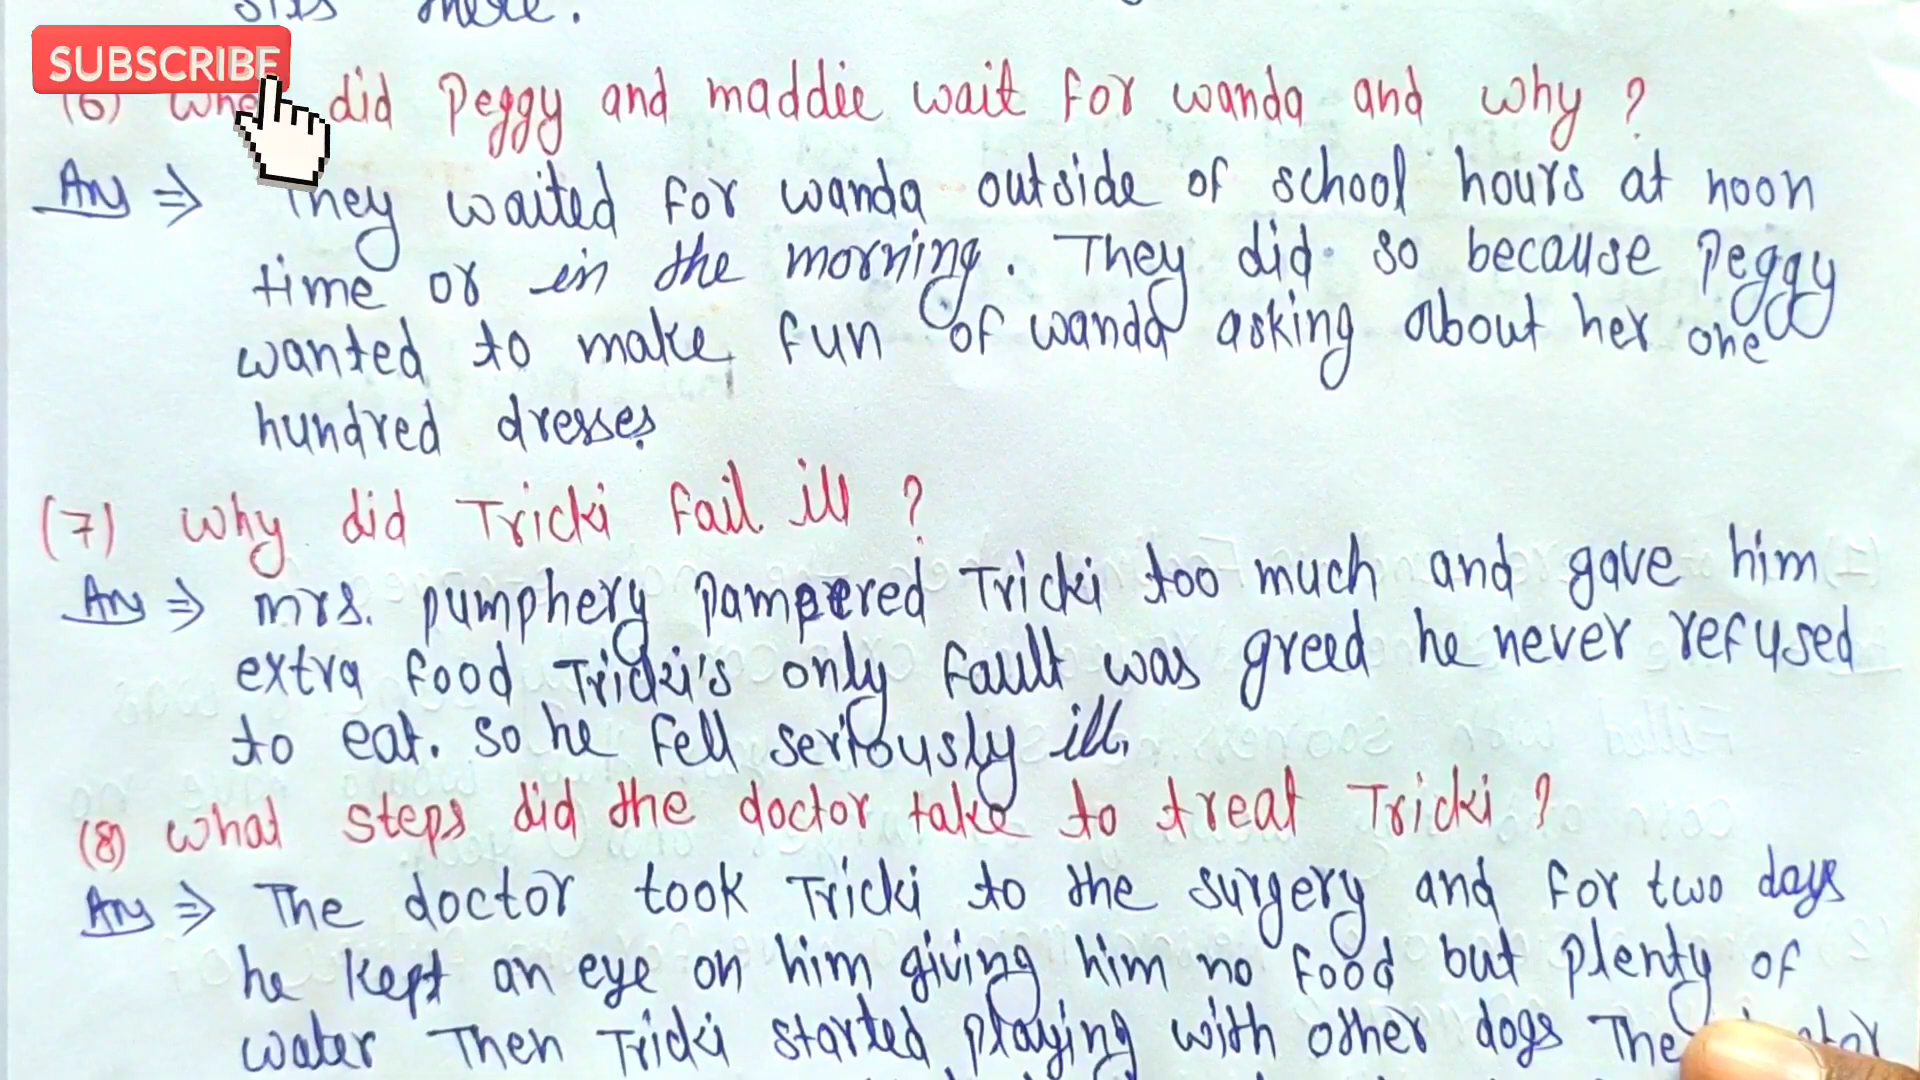 SUBSCRIBE
(6) did Peggy and maddie wait for wanda and why ?
Ans ⇒ They waited for wanda outside of school hours at noon
time or in the morning. They did so because Peggy
wanted to make fun of wanda asking about her one
hundred dresses
(7) Why did Tricki fail ill ?
Ans ⇒ mrs. pumphery pampered Tricki too much and gave him
extra food Tricki's only fault was greed he never refused
to eat. So he fell seriously ill.
(8) What steps did the doctor take to treat Tricki ?
Ans ⇒ The doctor took Tricki to the surgery and for two days
he kept an eye on him giving him no food but plenty of
water Then Tricki started playing with other dogs The